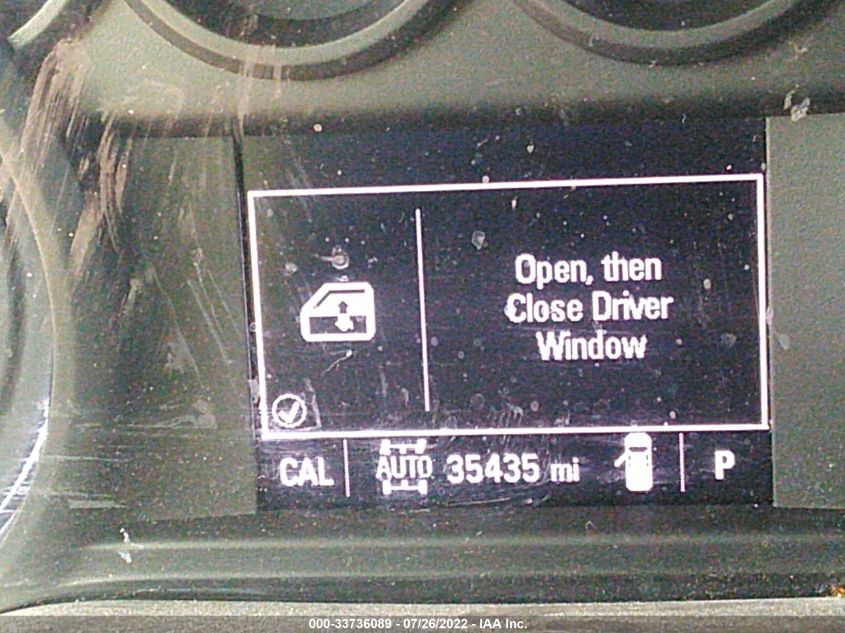 Open, then
Close Driver
Window
CAL AUTO 35435 mi P
000-33736089 - 07/26/2022 - IAA Inc.